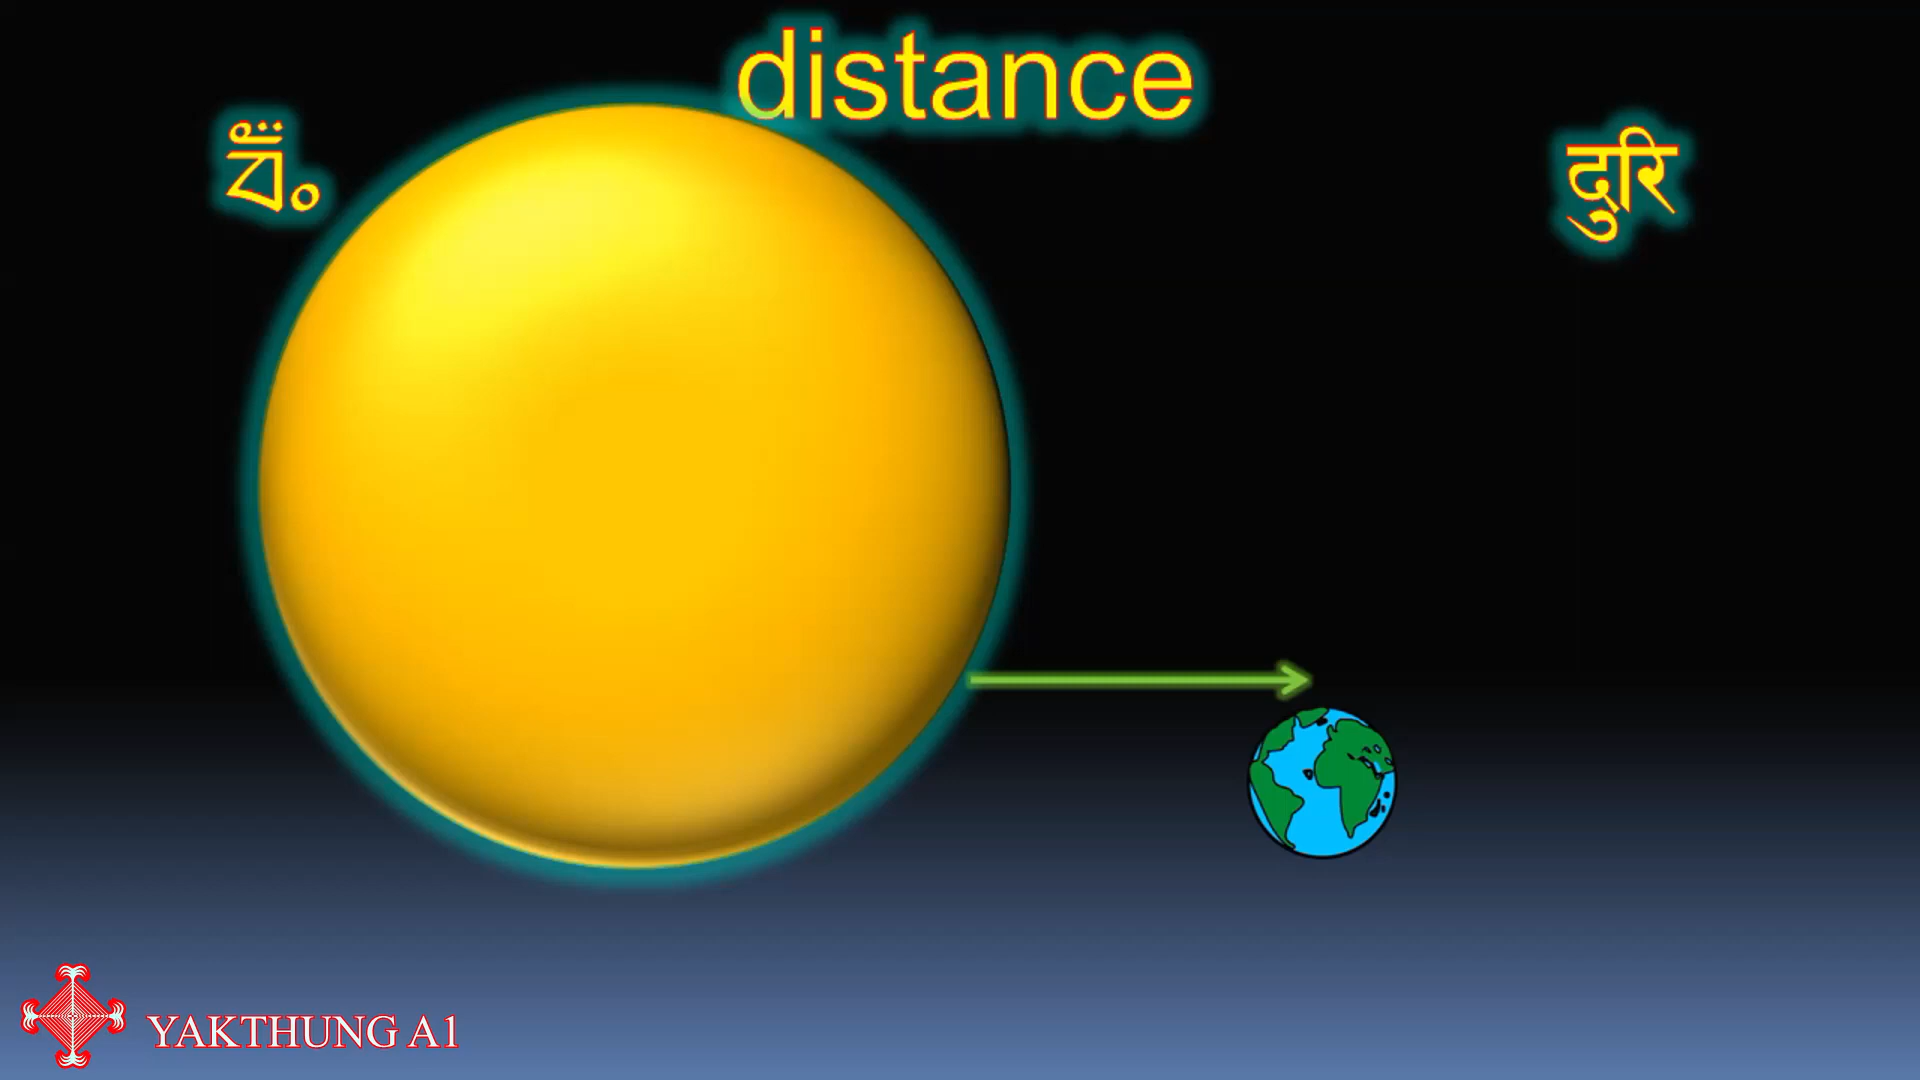 distance
दुरि
YAKTHUNG A1